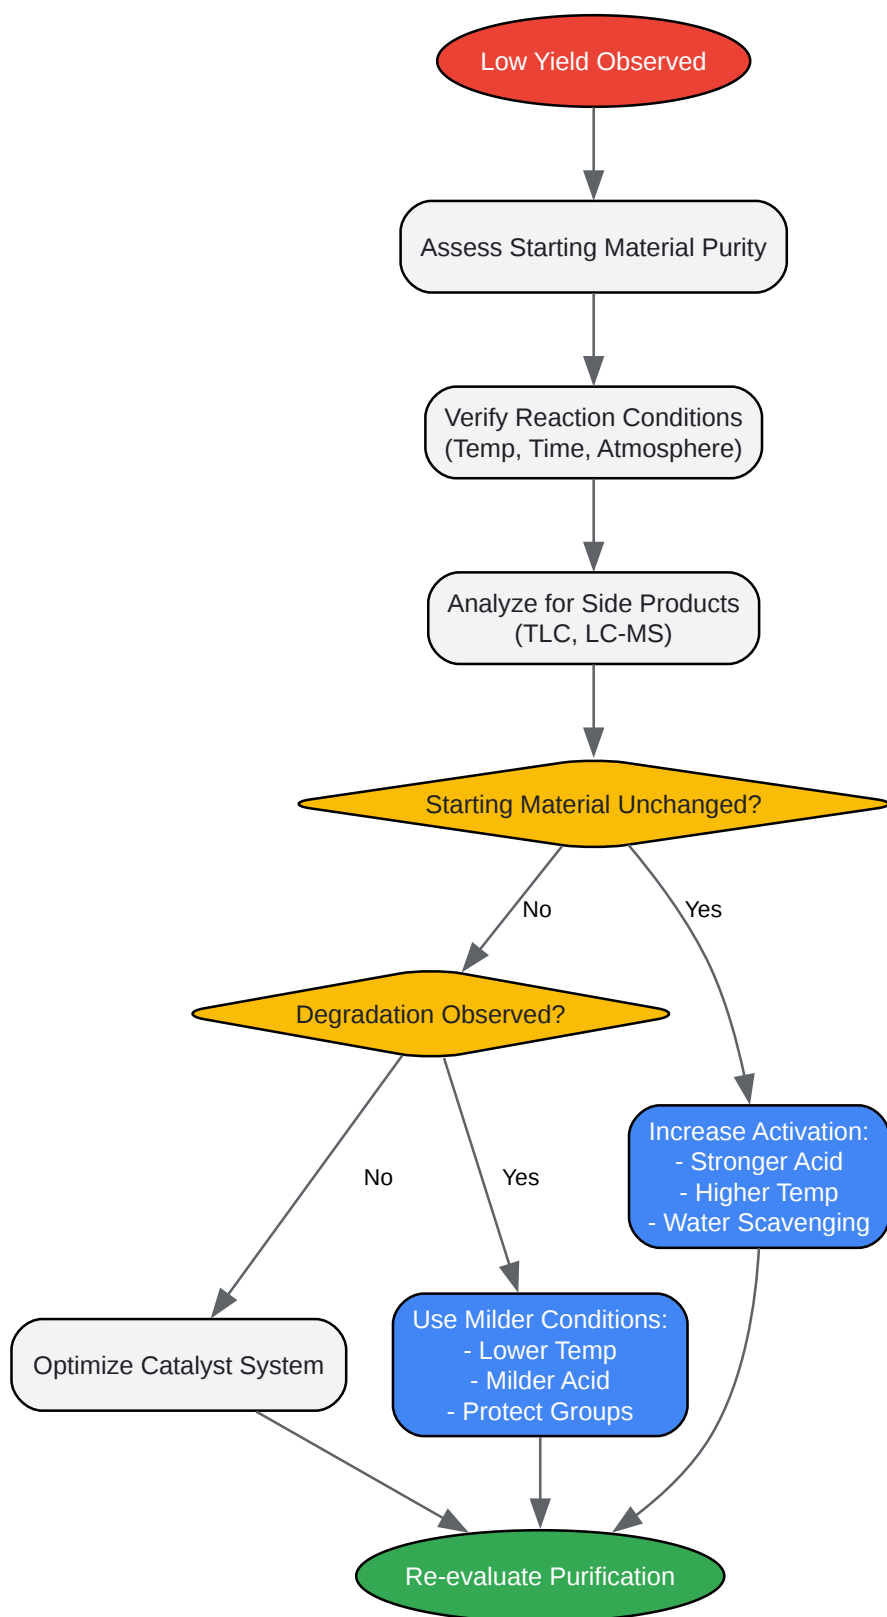 Low Yield Observed
Assess Starting Material Purity
Verify Reaction Conditions
(Temp, Time, Atmosphere)
Analyze for Side Products
(TLC, LC-MS)
Starting Material Unchanged?
No
Yes
Degradation Observed?
Increase Activation:
- Stronger Acid
- Higher Temp
- Water Scavenging
No
Yes
Optimize Catalyst System
Use Milder Conditions:
- Lower Temp
- Milder Acid
- Protect Groups
Re-evaluate Purification